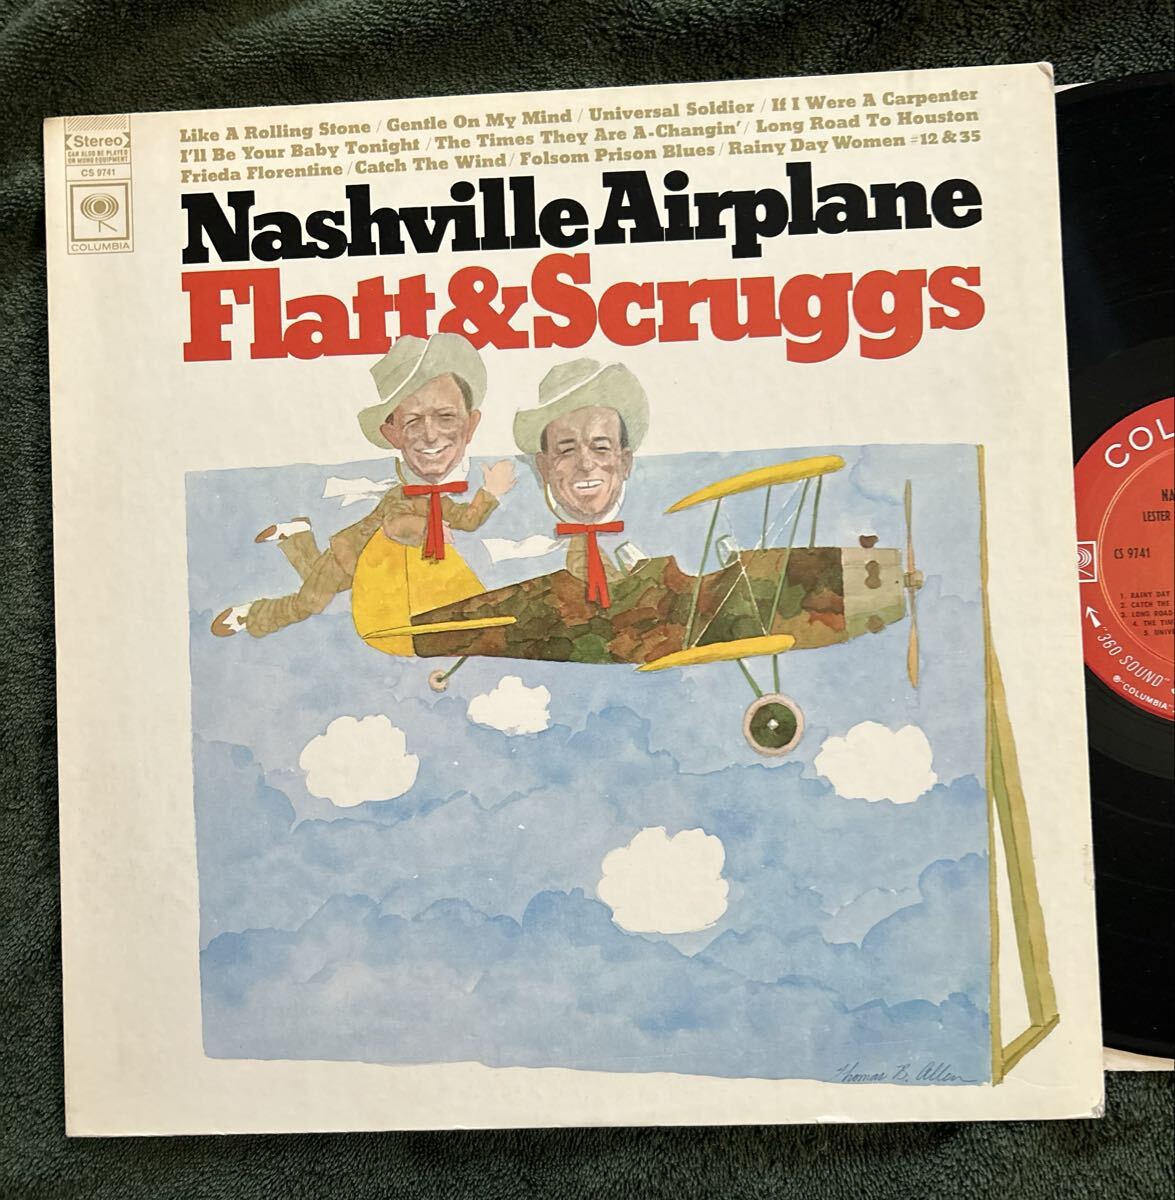 Stereo
CAN ALSO BE PLAYED
ON MONO EQUIPMENT
CS 9741
COLUMBIA
Like A Rolling Stone / Gentle On My Mind / Universal Soldier / If I Were A Carpenter
I'll Be Your Baby Tonight / The Times They Are A-Changin' / Long Road To Houston
Frieda Florentine / Catch The Wind / Folsom Prison Blues / Rainy Day Women #12 & 35
Nashville Airplane
Flatt & Scruggs
Thomas B. Allen
COL
NA
LESTER
CS 9741
1. RAINY DAY
2. CATCH THE
3. LONG ROAD
4. THE TIM
5. UNI
"360 SOUND"
℗ "COLUMBIA"